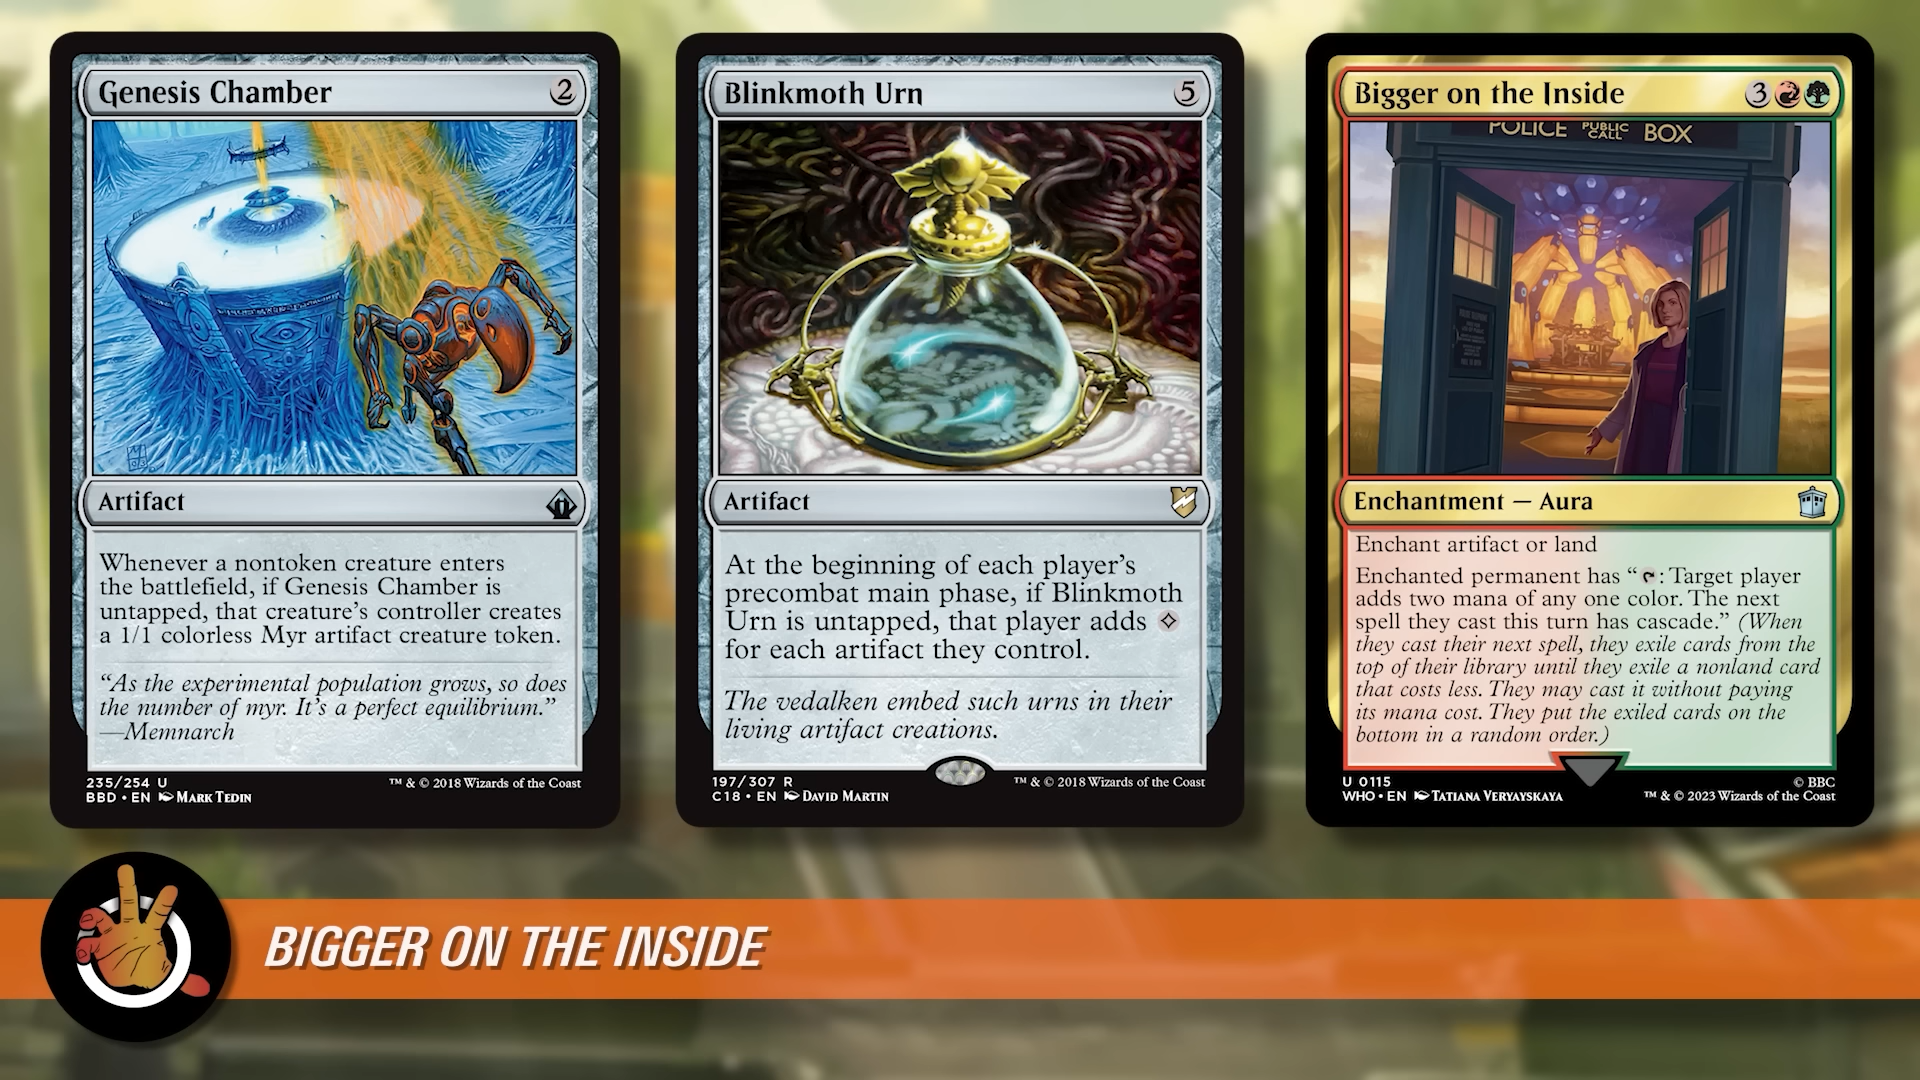 Genesis Chamber 2
Artifact
Whenever a nontoken creature enters
the battlefield, if Genesis Chamber is
untapped, that creature's controller creates
a 1/1 colorless Myr artifact creature token.
"As the experimental population grows, so does
the number of myr. It's a perfect equilibrium."
—Memnarch
235/254 U
BBD • EN MARK TEDIN
™ & © 2018 Wizards of the Coast
Blinkmoth Urn 5
Artifact
At the beginning of each player's
precombat main phase, if Blinkmoth
Urn is untapped, that player adds
for each artifact they control.
The vedalken embed such urns in their
living artifact creations.
197/307 R
C18 • EN DAVID MARTIN
™ & © 2018 Wizards of the Coast
Bigger on the Inside 3
POLICE PUBLIC CALL BOX
Enchantment — Aura
Enchant artifact or land
Enchanted permanent has " : Target player
adds two mana of any one color. The next
spell they cast this turn has cascade." (When
they cast their next spell, they exile cards from the
top of their library until they exile a nonland card
that costs less. They may cast it without paying
its mana cost. They put the exiled cards on the
bottom in a random order.)
U 0115
WHO • EN TATIANA VERYAYSKAYA
© BBC
™ & © 2023 Wizards of the Coast
BIGGER ON THE INSIDE